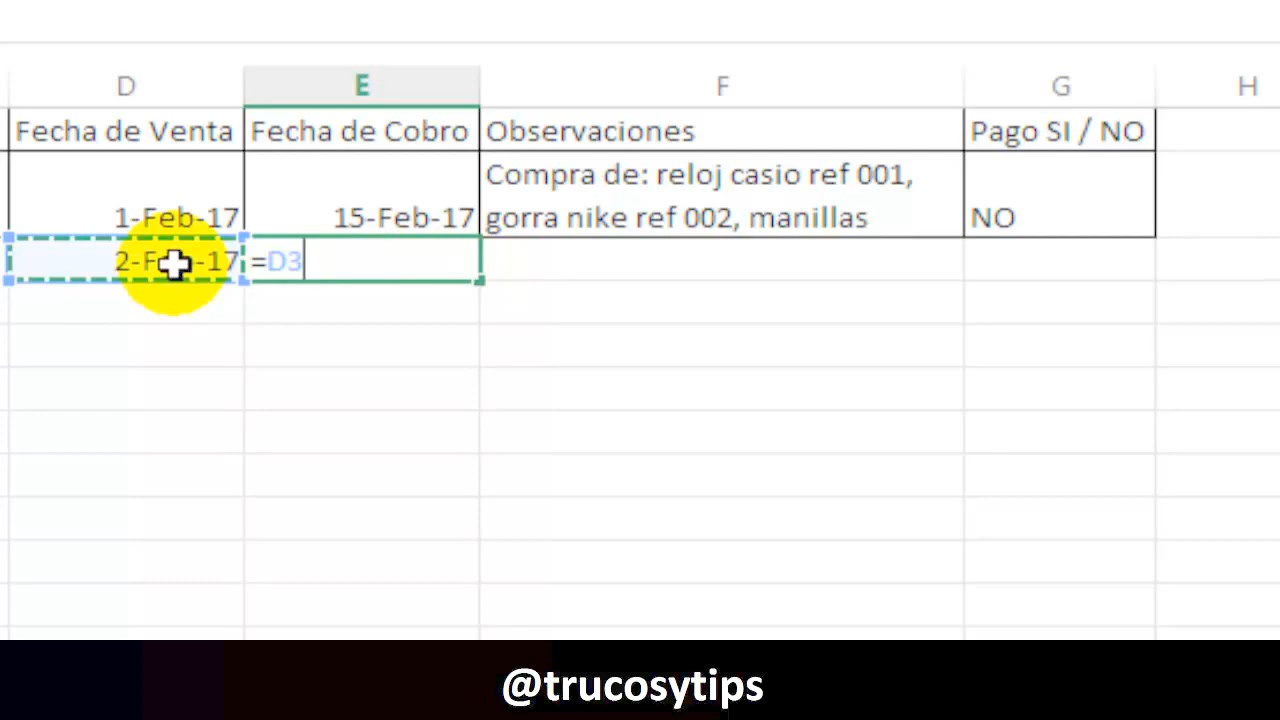 D E F G H
Fecha de Venta Fecha de Cobro Observaciones Pago SI / NO
Compra de: reloj casio ref 001,
1-Feb-17 15-Feb-17 gorra nike ref 002, manillas NO
=D3
@trucosytips